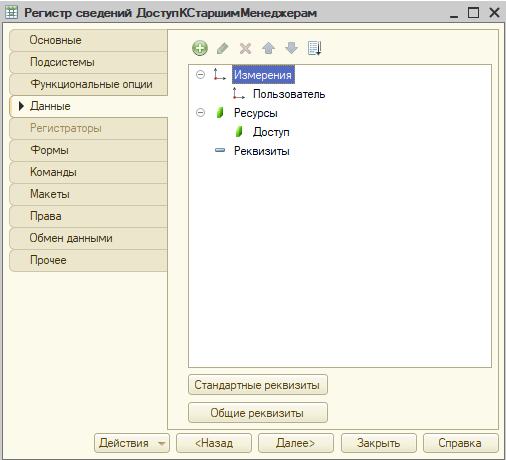 Регистр сведений ДоступКСтаршимМенеджерам
Основные
Подсистемы
Функциональные опции
Данные
Регистраторы
Формы
Команды
Макеты
Права
Обмен данными
Прочее
Измерения
Пользователь
Ресурсы
Доступ
Реквизиты
Стандартные реквизиты
Общие реквизиты
Действия
<Назад
Далее>
Закрыть
Справка